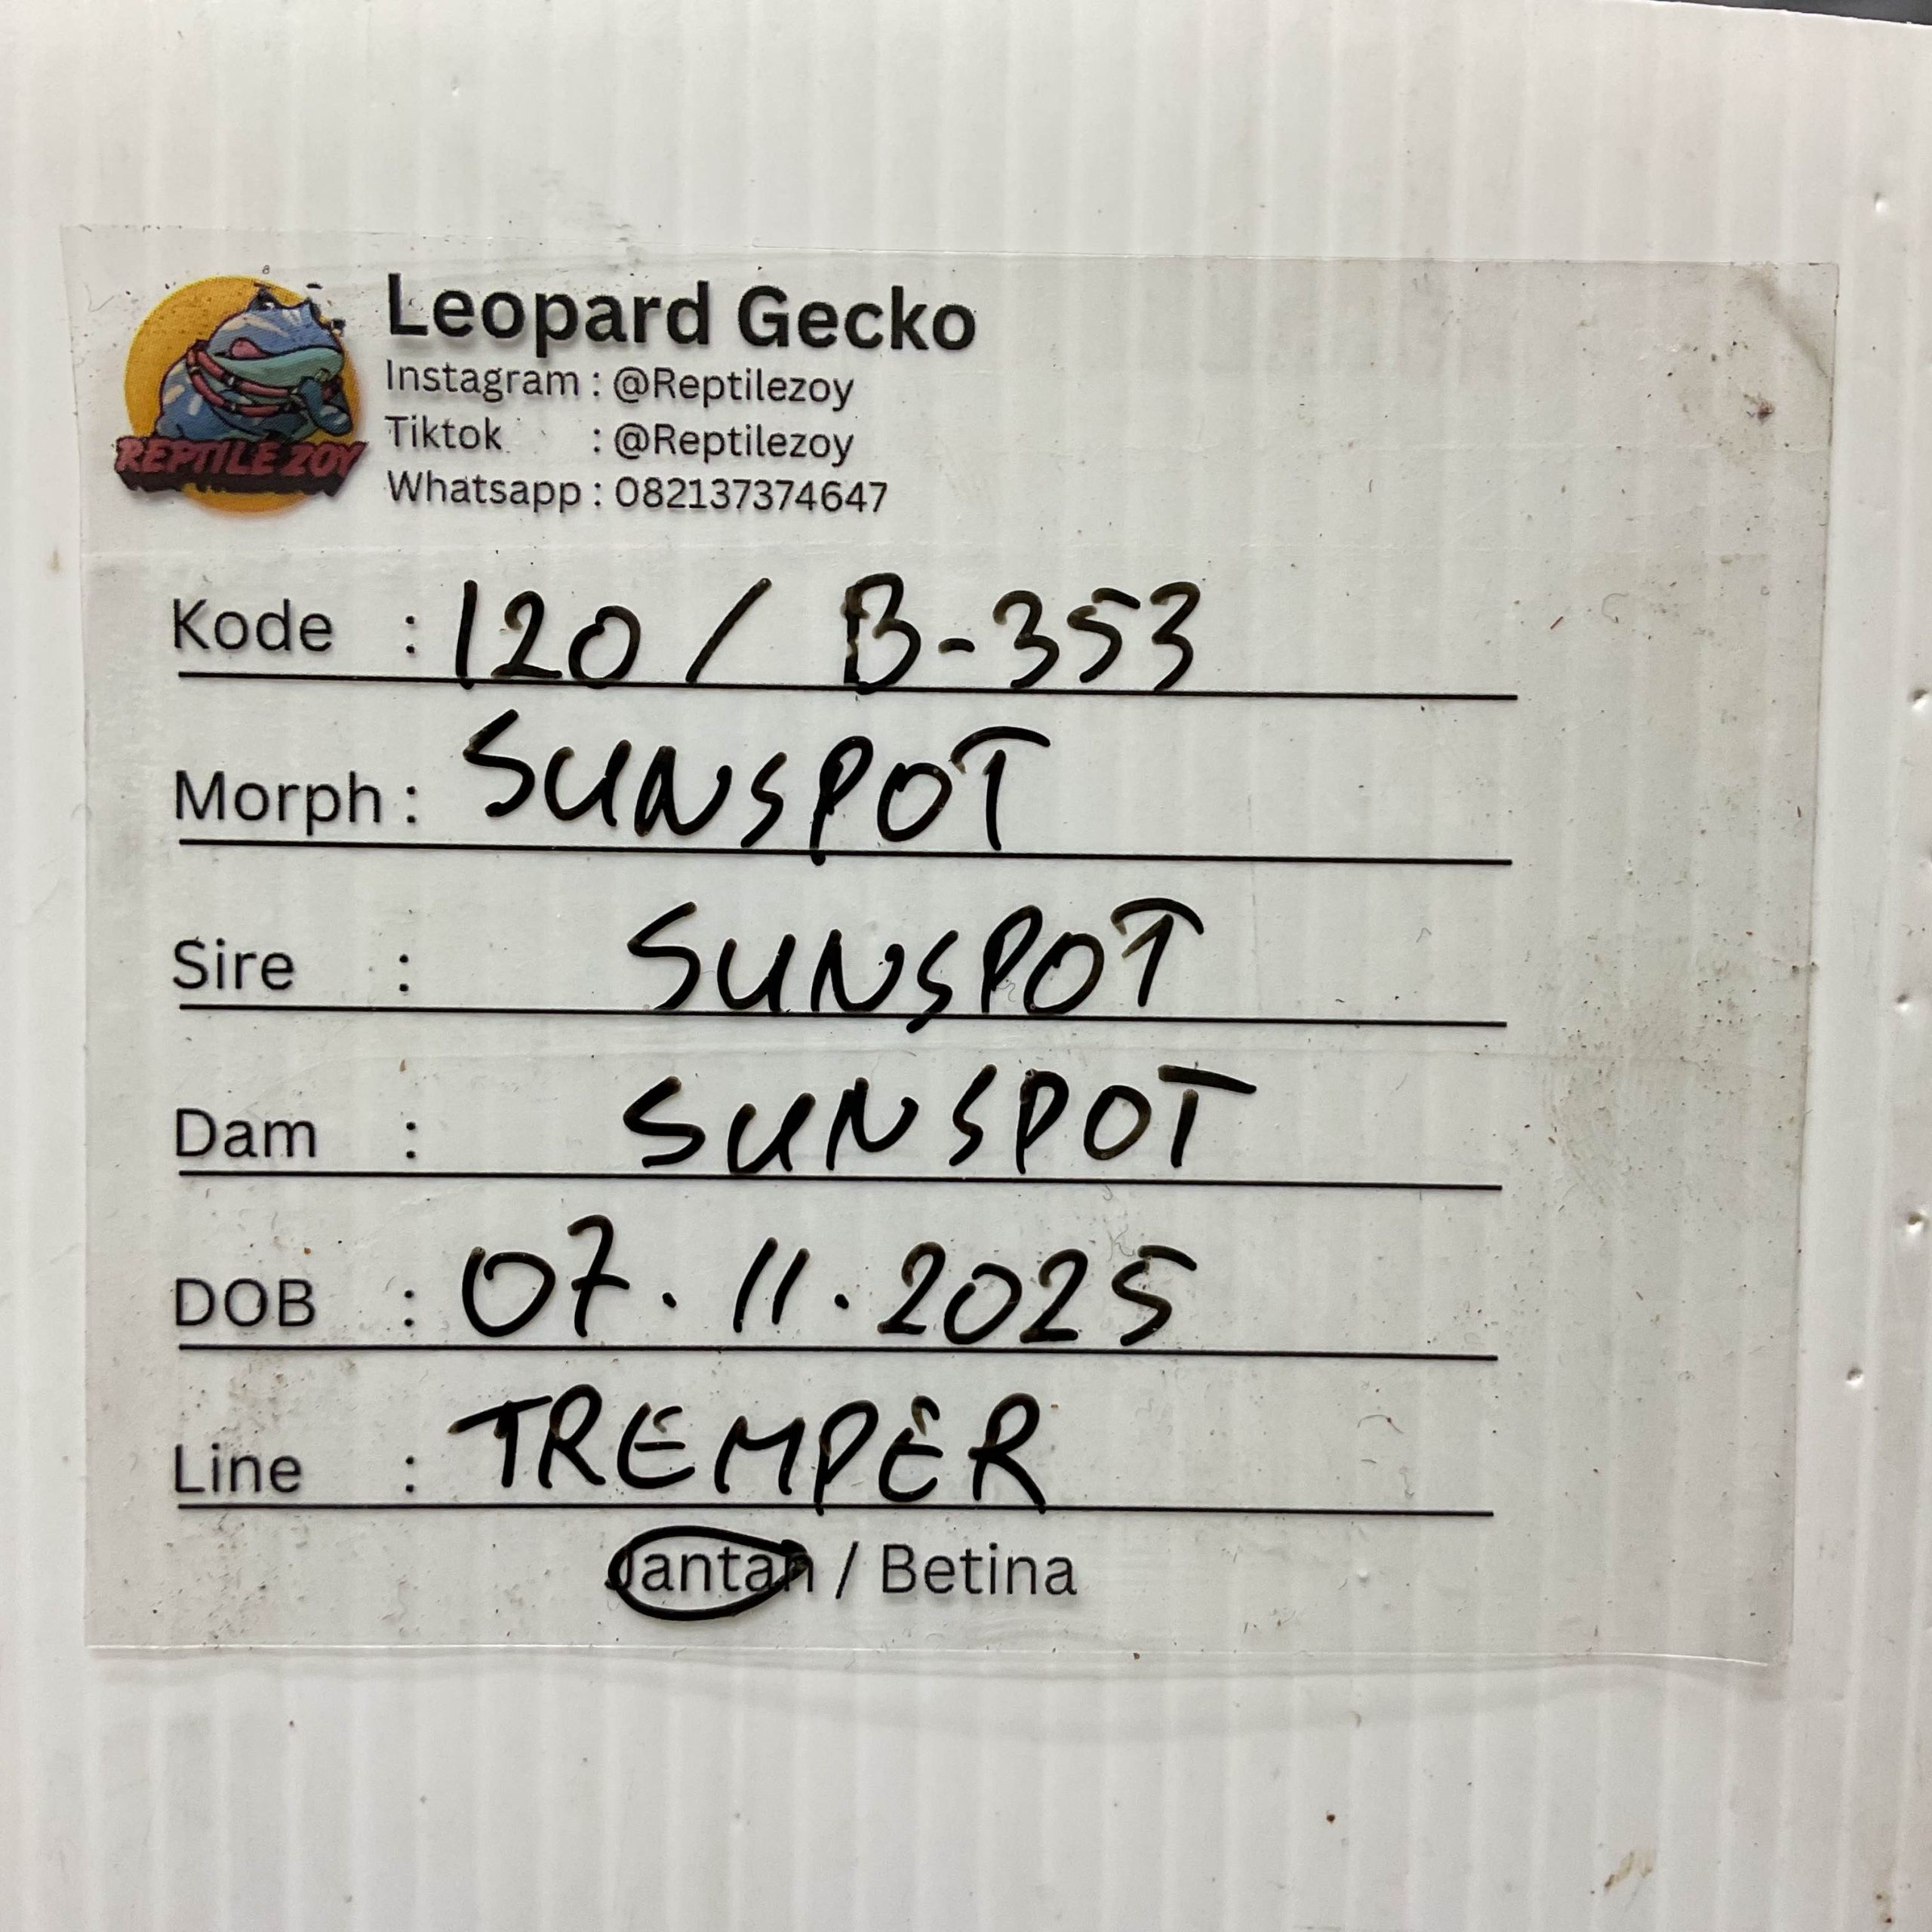 REPTILE ZOY
Leopard Gecko
Instagram : @Reptilezoy
Tiktok : @Reptilezoy
Whatsapp : 082137374647
Kode : 120 / B-353
Morph : SUNSPOT
Sire : SUNSPOT
Dam : SUNSPOT
DOB : 07.11.2025
Line : TREMPER
Jantan / Betina